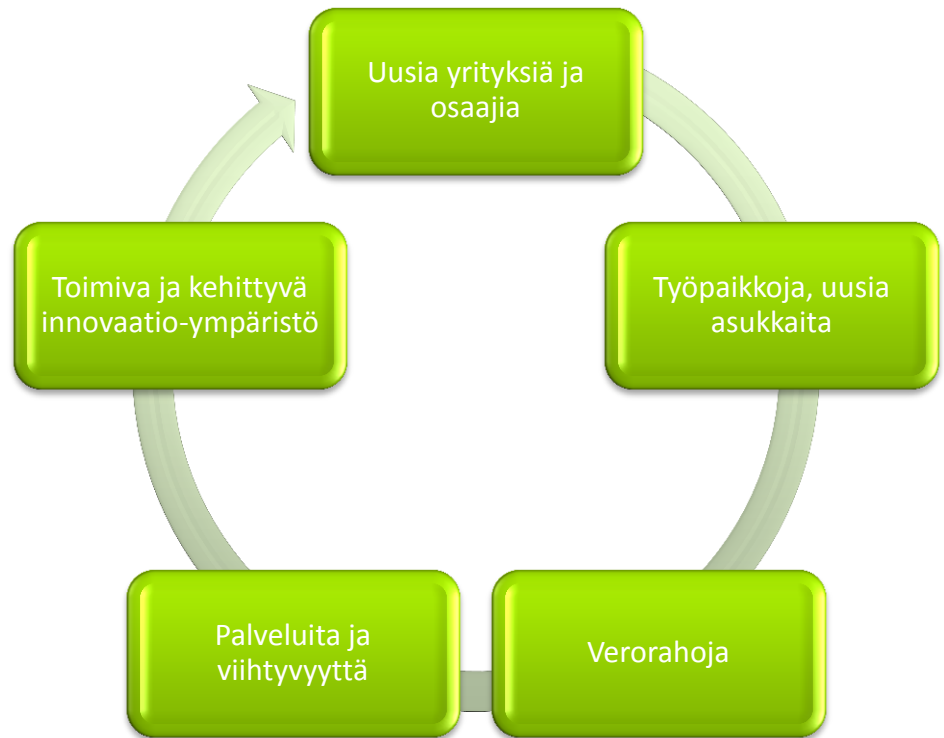 Uusia yrityksiä ja
osaajia
Työpaikkoja, uusia
asukkaita
Verorahoja
Palveluita ja
viihtyvyyttä
Toimiva ja kehittyvä
innovaatio-ympäristö